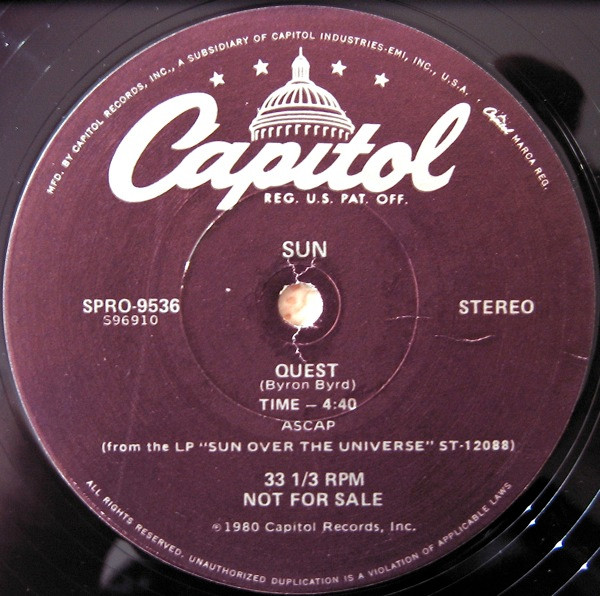 MFD. BY CAPITOL RECORDS, INC., A SUBSIDIARY OF CAPITOL INDUSTRIES-EMI, INC., U.S.A. · Capitol MARCA REG.
Capitol
REG. U.S. PAT. OFF.
SUN
SPRO-9536
S96910
STEREO
QUEST
(Byron Byrd)
TIME – 4:40
ASCAP
(from the LP "SUN OVER THE UNIVERSE" ST-12088)
33 1/3 RPM
NOT FOR SALE
℗1980 Capitol Records, Inc.
ALL RIGHTS RESERVED. UNAUTHORIZED DUPLICATION IS A VIOLATION OF APPLICABLE LAWS